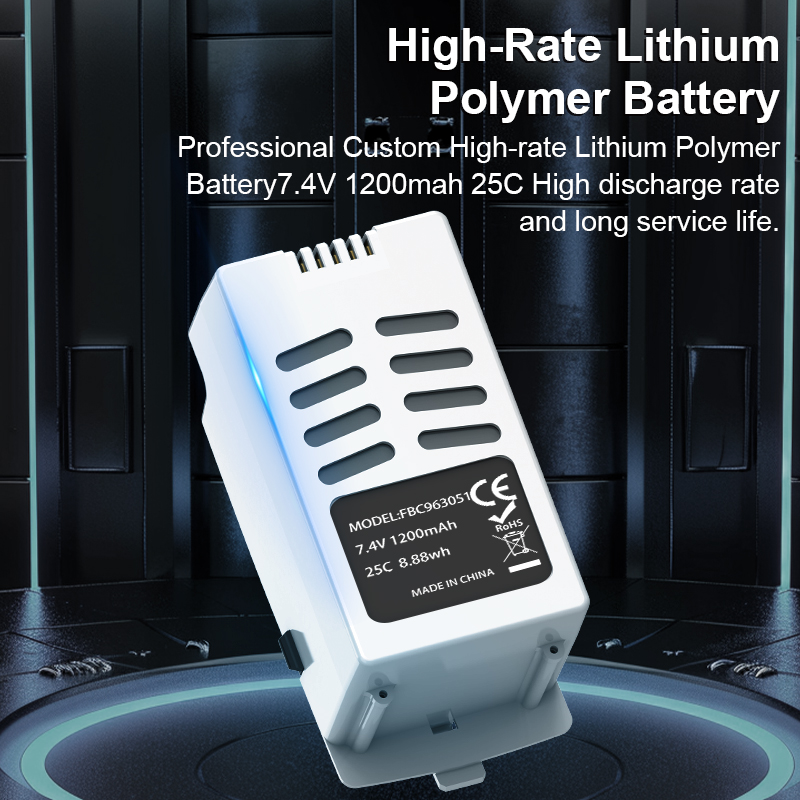 High-Rate Lithium
Polymer Battery
Professional Custom High-rate Lithium Polymer
Battery7.4V 1200mah 25C High discharge rate
and long service life.
MODEL:FBC963051
CE
7.4V 1200mAh
RoHS
25C 8.88wh
MADE IN CHINA